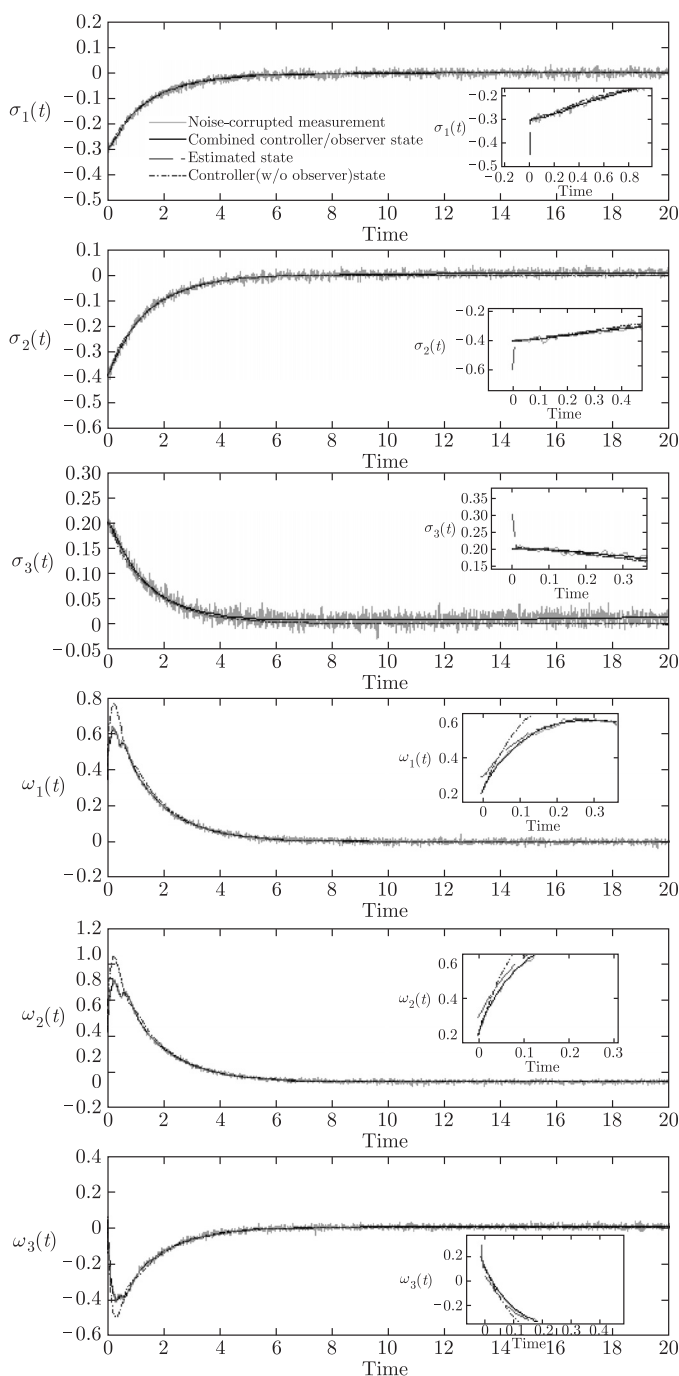 0.2
0.1
0
−0.1
−0.2
−0.3
−0.4
−0.5
σ1(t)
Noise-corrupted measurement
Combined controller/observer state
Estimated state
Controller(w/o observer)state
−0.2
−0.3
−0.4
−0.5
σ1(t)
−0.2 0 0.2 0.4 0.6 0.8
Time
0 2 4 6 8 10 12 14 16 18 20
Time
0.1
0
−0.1
−0.2
−0.3
−0.4
−0.5
−0.6
σ2(t)
−0.2
−0.4
−0.6
σ2(t)
0 0.1 0.2 0.3 0.4
Time
0 2 4 6 8 10 12 14 16 18 20
Time
0.30
0.25
0.20
0.15
0.10
0.05
0
−0.05
σ3(t)
0.35
0.30
0.25
0.20
0.15
σ3(t)
0 0.1 0.2 0.3
Time
0 2 4 6 8 10 12 14 16 18 20
Time
0.8
0.6
0.4
0.2
0
−0.2
ω1(t)
0.6
0.4
0.2
ω1(t)
0 0.1 0.2 0.3
Time
0 2 4 6 8 10 12 14 16 18 20
Time
1.2
1.0
0.8
0.6
0.4
0.2
0
−0.2
ω2(t)
0.6
0.4
0.2
ω2(t)
0 0.1 0.2 0.3
Time
0 2 4 6 8 10 12 14 16 18 20
Time
0.4
0.2
0
−0.2
−0.4
−0.6
ω3(t)
0.2
0
−0.2
ω3(t)
0 0.1 0.2 0.3 0.4
Time
0 2 4 6 8 10 12 14 16 18 20
Time